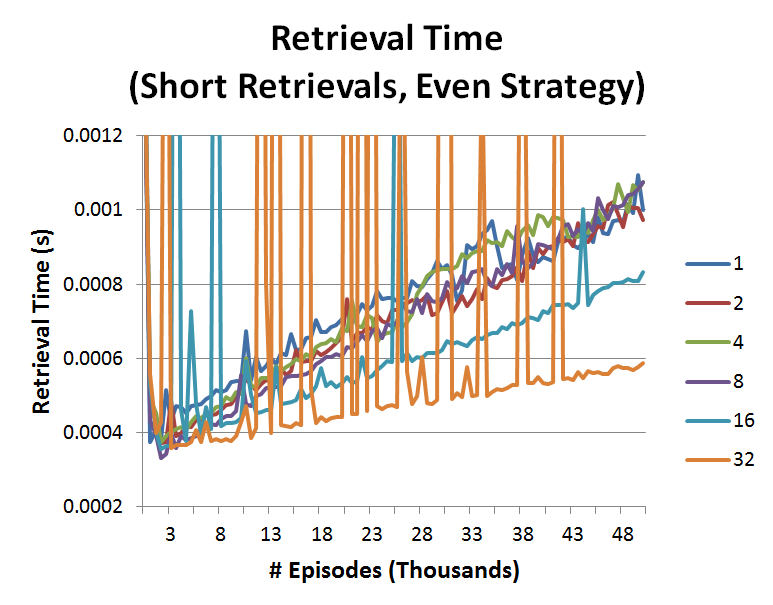 Retrieval Time
(Short Retrievals, Even Strategy)
0.0012
0.001
0.0008
0.0006
0.0004
0.0002
Retrieval Time (s)
3 8 13 18 23 28 33 38 43 48
# Episodes (Thousands)
1
2
4
8
16
32